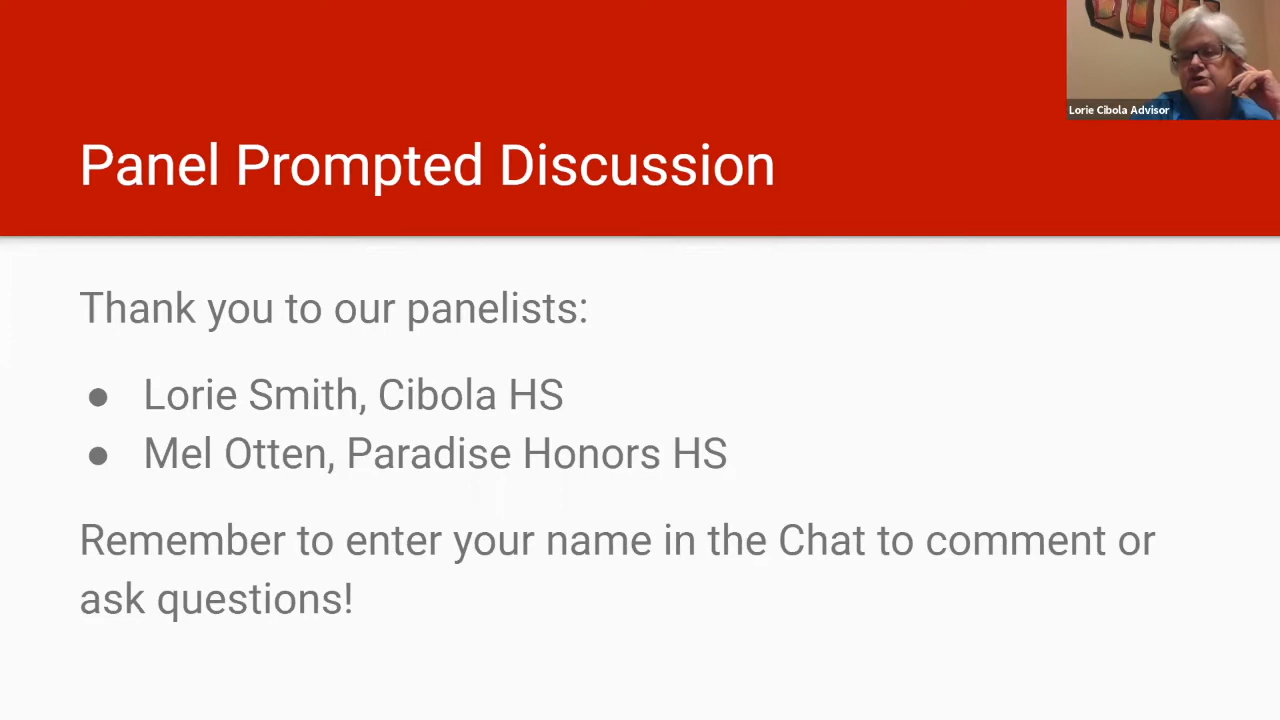 Lorie Cibola Advisor
Panel Prompted Discussion
Thank you to our panelists:
● Lorie Smith, Cibola HS
● Mel Otten, Paradise Honors HS
Remember to enter your name in the Chat to comment or
ask questions!